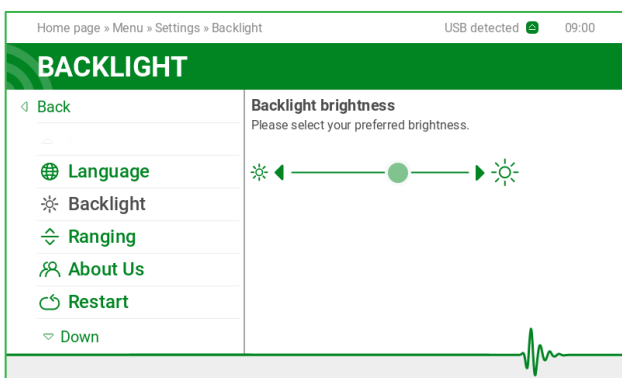 Home page » Menu » Settings » Backlight
USB detected
09:00
BACKLIGHT
Back
Language
Backlight
Ranging
About Us
Restart
Down
Backlight brightness
Please select your preferred brightness.